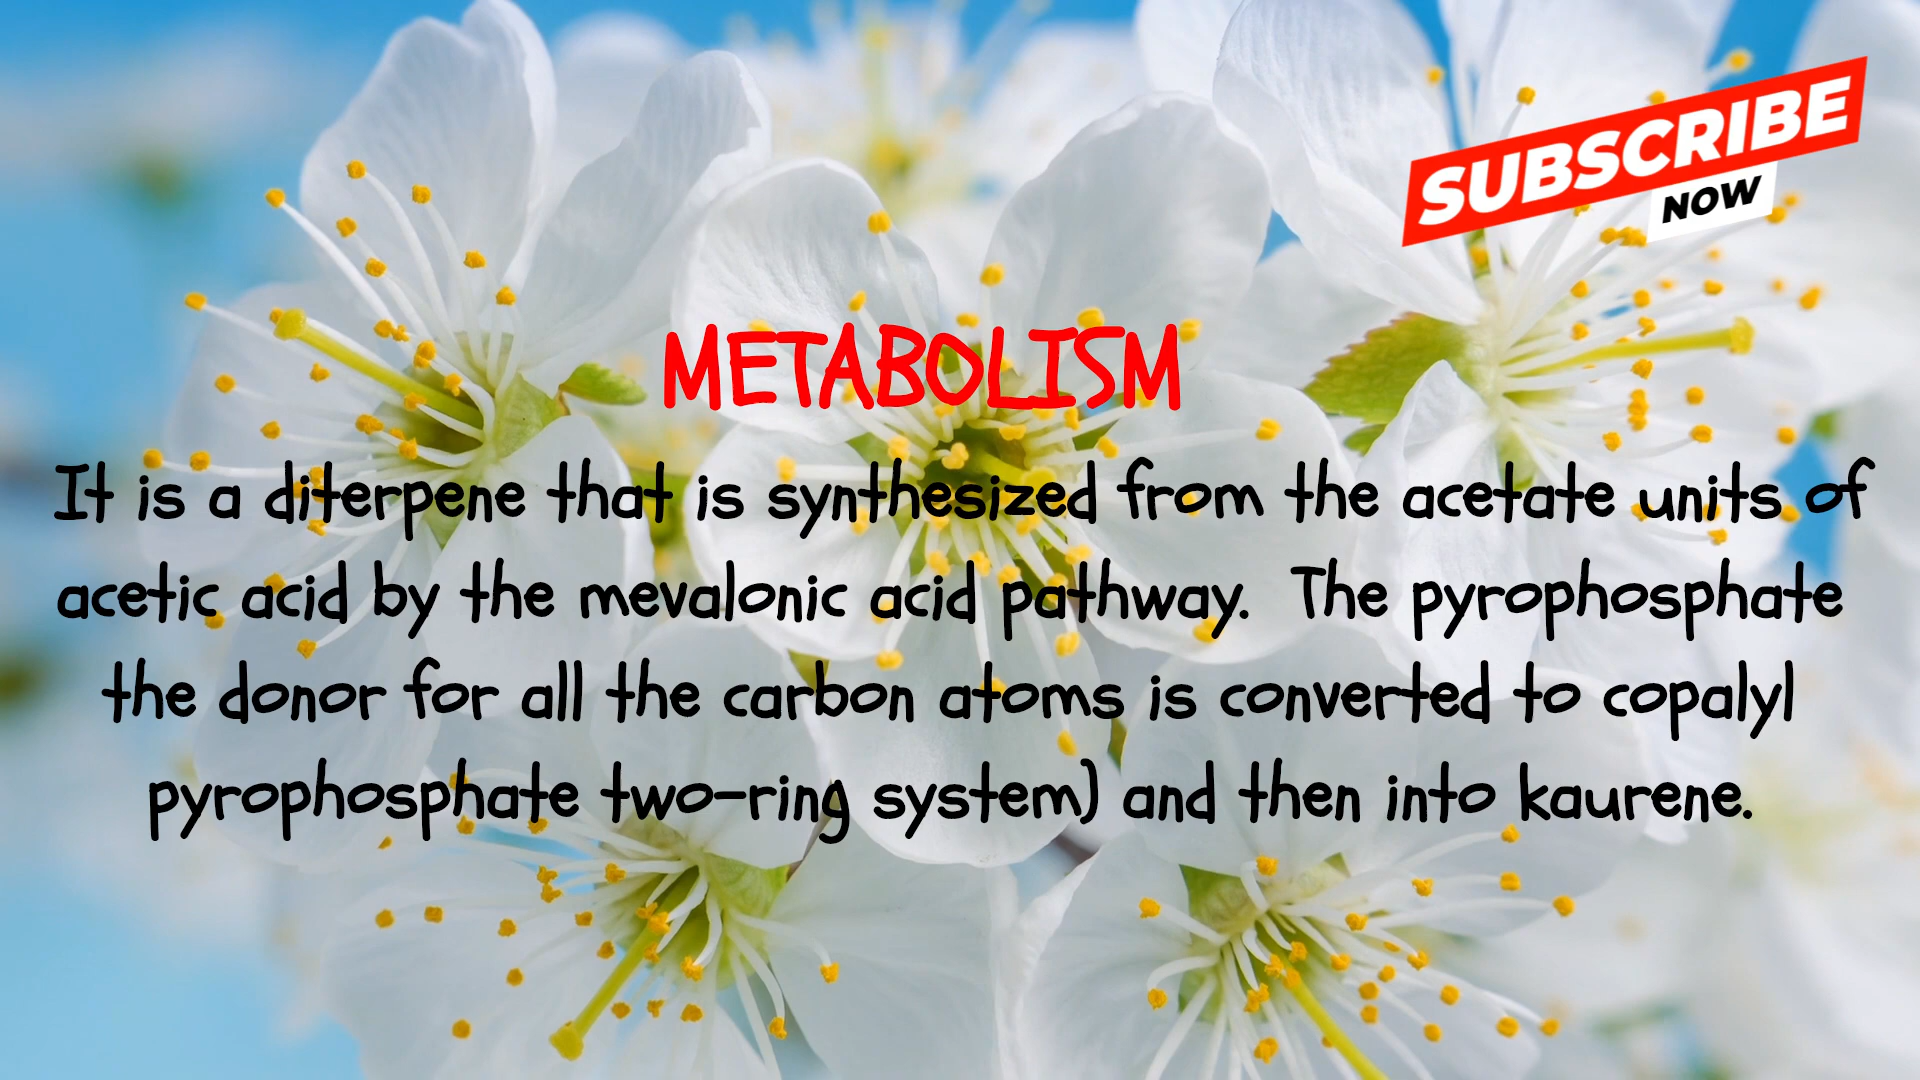 SUBSCRIBE
NOW
METABOLISM
It is a diterpene that is synthesized from the acetate units of
acetic acid by the mevalonic acid pathway. The pyrophosphate
the donor for all the carbon atoms is converted to copalyl
pyrophosphate two-ring system) and then into kaurene.